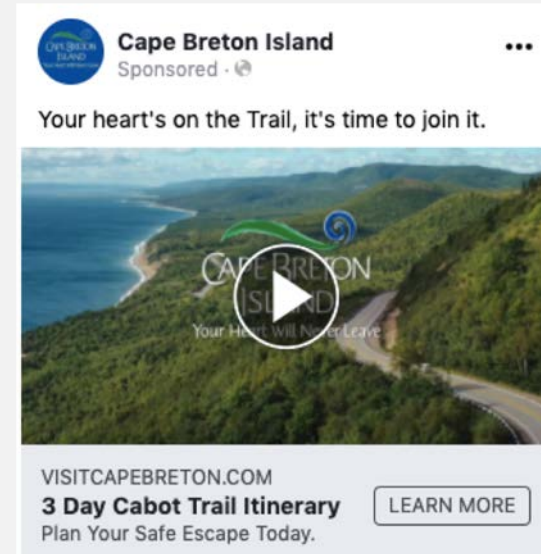 Cape Breton Island
Sponsored ·
Your heart's on the Trail, it's time to join it.
CAPE BRETON
ISLAND
Your Heart Will Never Leave
VISITCAPEBRETON.COM
3 Day Cabot Trail Itinerary
LEARN MORE
Plan Your Safe Escape Today.